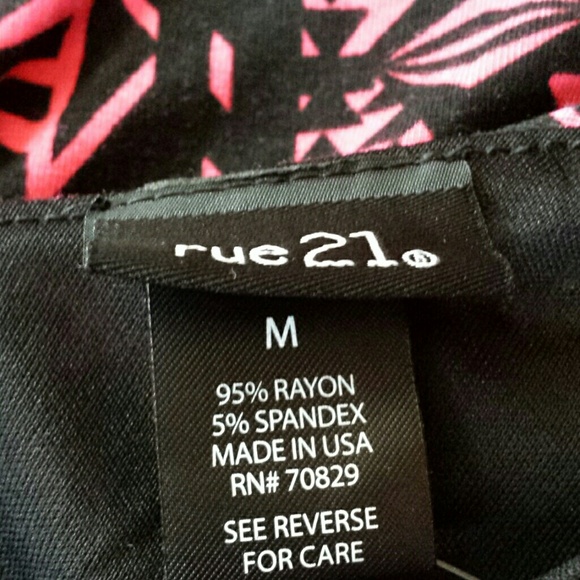 rue21®
M
95% RAYON
5% SPANDEX
MADE IN USA
RN# 70829
SEE REVERSE
FOR CARE